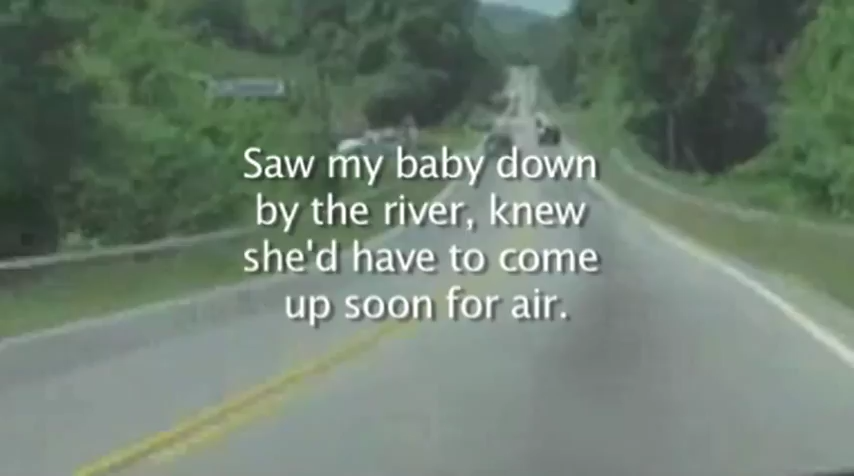 Saw my baby down
by the river, knew
she'd have to come
up soon for air.